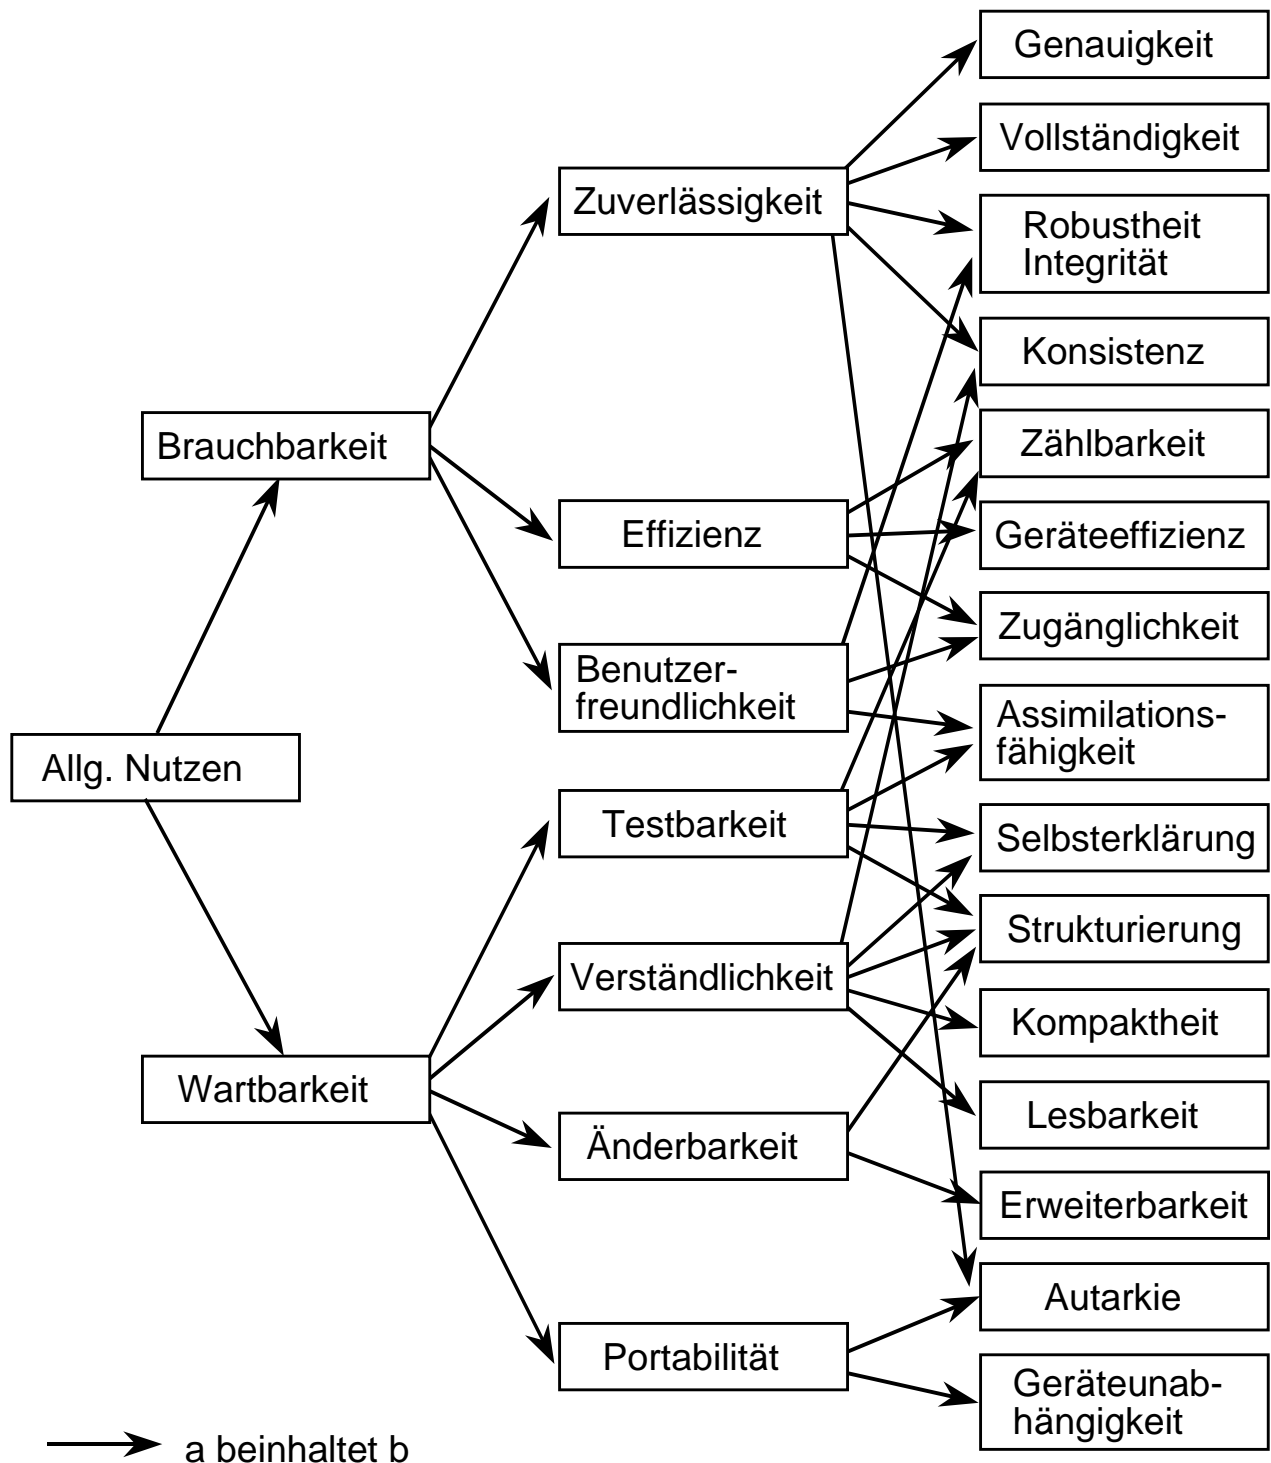 Genauigkeit
Vollständigkeit
Zuverlässigkeit
Robustheit
Integrität
Konsistenz
Brauchbarkeit
Zählbarkeit
Effizienz
Geräteeffizienz
Zugänglichkeit
Benutzer-
freundlichkeit
Assimilations-
fähigkeit
Allg. Nutzen
Testbarkeit
Selbsterklärung
Strukturierung
Verständlichkeit
Kompaktheit
Wartbarkeit
Lesbarkeit
Änderbarkeit
Erweiterbarkeit
Autarkie
Portabilität
Geräteunab-
hängigkeit
a beinhaltet b